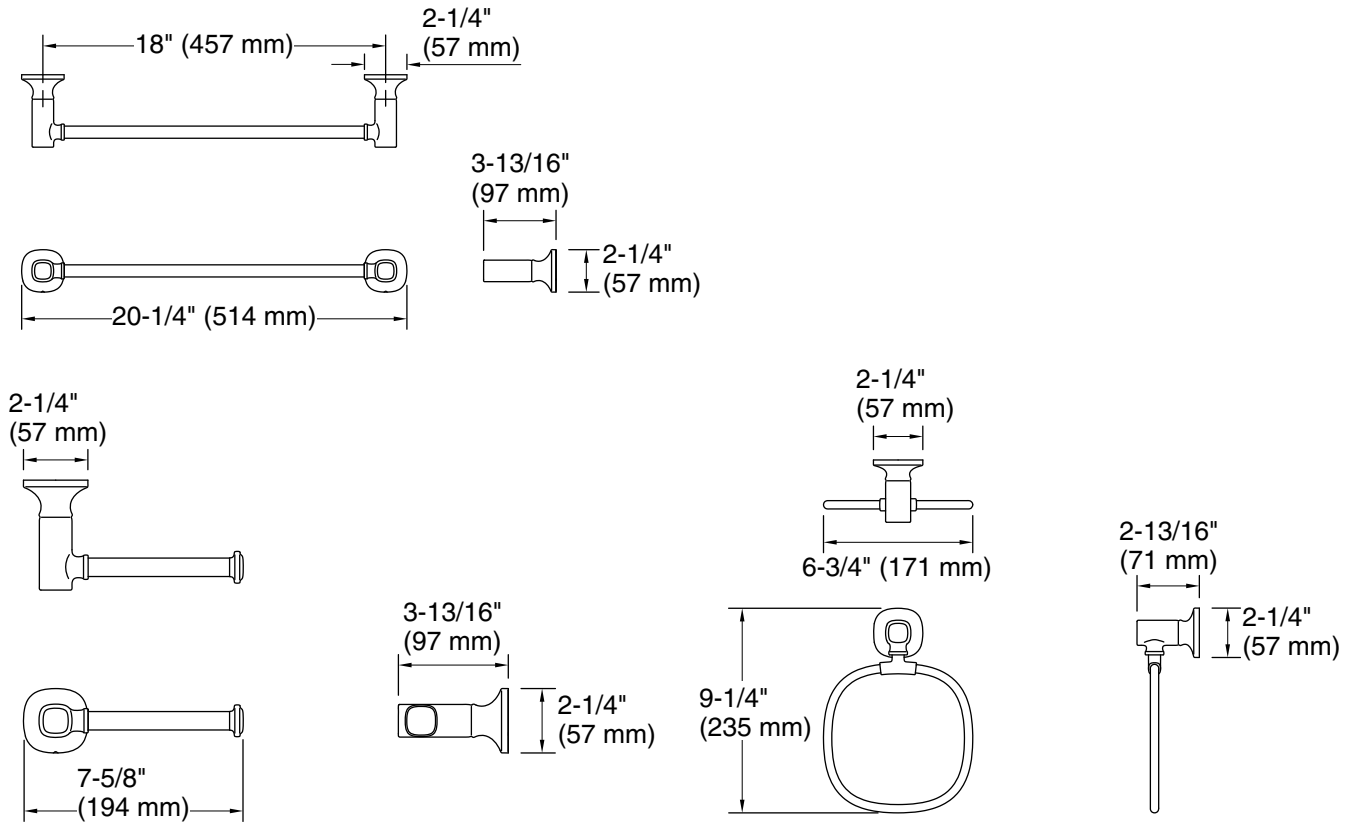 18" (457 mm)
2-1/4"
(57 mm)
3-13/16"
(97 mm)
2-1/4"
(57 mm)
20-1/4" (514 mm)
2-1/4"
(57 mm)
3-13/16"
(97 mm)
2-1/4"
(57 mm)
7-5/8"
(194 mm)
2-1/4"
(57 mm)
6-3/4" (171 mm)
2-13/16"
(71 mm)
2-1/4"
(57 mm)
9-1/4"
(235 mm)